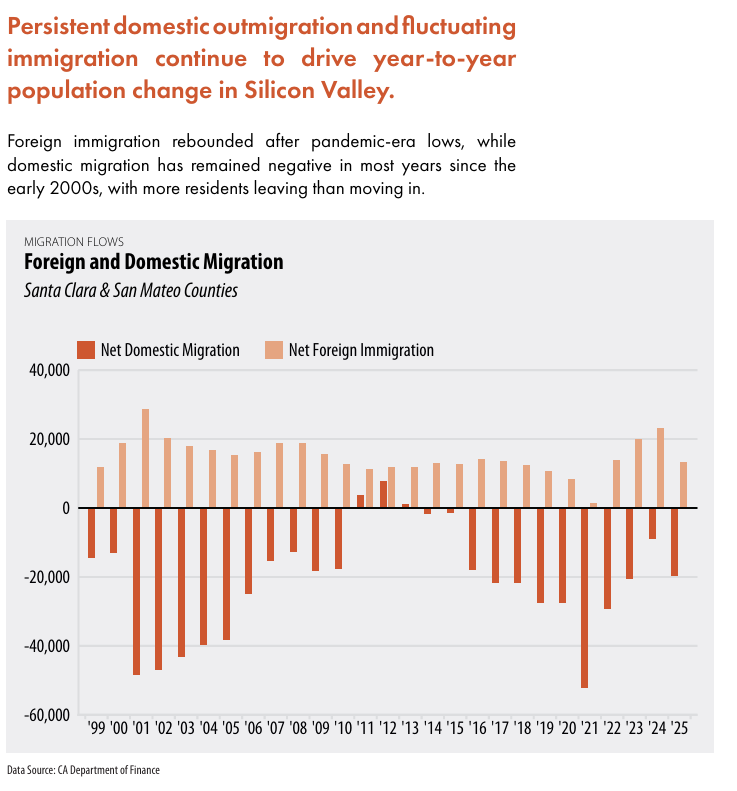 Persistent domestic outmigration and fluctuating
immigration continue to drive year-to-year
population change in Silicon Valley.
Foreign immigration rebounded after pandemic-era lows, while
domestic migration has remained negative in most years since the
early 2000s, with more residents leaving than moving in.
MIGRATION FLOWS
Foreign and Domestic Migration
Santa Clara & San Mateo Counties
Net Domestic Migration Net Foreign Immigration
40,000
20,000
0
-20,000
-40,000
-60,000
'99 '00 '01 '02 '03 '04 '05 '06 '07 '08 '09 '10 '11 '12 '13 '14 '15 '16 '17 '18 '19 '20 '21 '22 '23 '24 '25
Data Source: CA Department of Finance